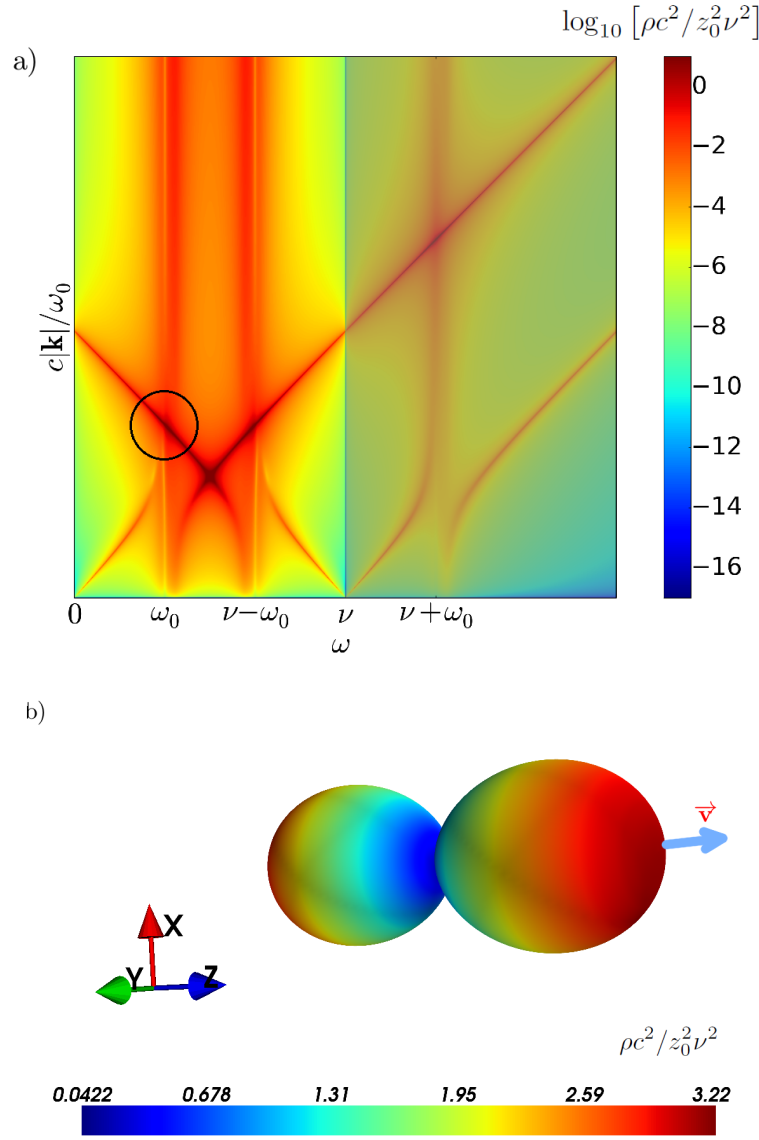 log₁₀ [ρc²/z₀²ν²]
a)
0
−2
−4
−6
−8
−10
−12
−14
−16
c|k|/ω₀
0 ω₀ ν−ω₀ ν ν+ω₀
ω
b)
v
X
Y Z
ρc²/z₀²ν²
0.0422 0.678 1.31 1.95 2.59 3.22